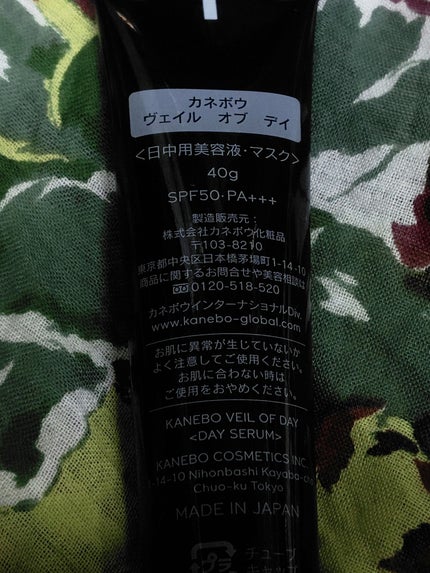 カネボウ
ヴェイル オブ デイ
<日中用美容液・マスク>
40g
SPF50・PA+++
製造販売元：
株式会社カネボウ化粧品
〒103-8210
東京都中央区日本橋茅場町1-14-10
商品に関するお問合せや美容相談は
0120-518-520
カネボウインターナショナルDiv.
www.kanebo-global.com
お肌に異常が生じていないか
よく注意してご使用ください。
お肌に合わない時は
ご使用をおやめください。
KANEBO VEIL OF DAY
<DAY SERUM>
KANEBO COSMETICS INC.
1-14-10 Nihonbashi Kayaba-cho
Chuo-ku Tokyo
MADE IN JAPAN
プラ
チューブ
キャップ